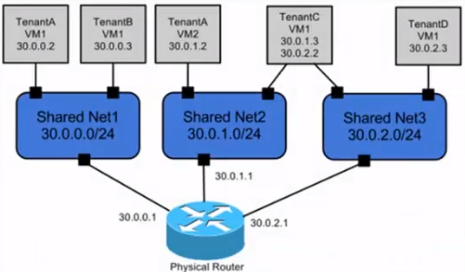 TenantA
VM1
30.0.0.2
TenantB
VM1
30.0.0.3
TenantA
VM2
30.0.1.2
TenantC
VM1
30.0.1.3
30.0.2.2
TenantD
VM1
30.0.2.3
Shared Net1
30.0.0.0/24
Shared Net2
30.0.1.0/24
Shared Net3
30.0.2.0/24
30.0.1.1
30.0.0.1
30.0.2.1
Physical Router